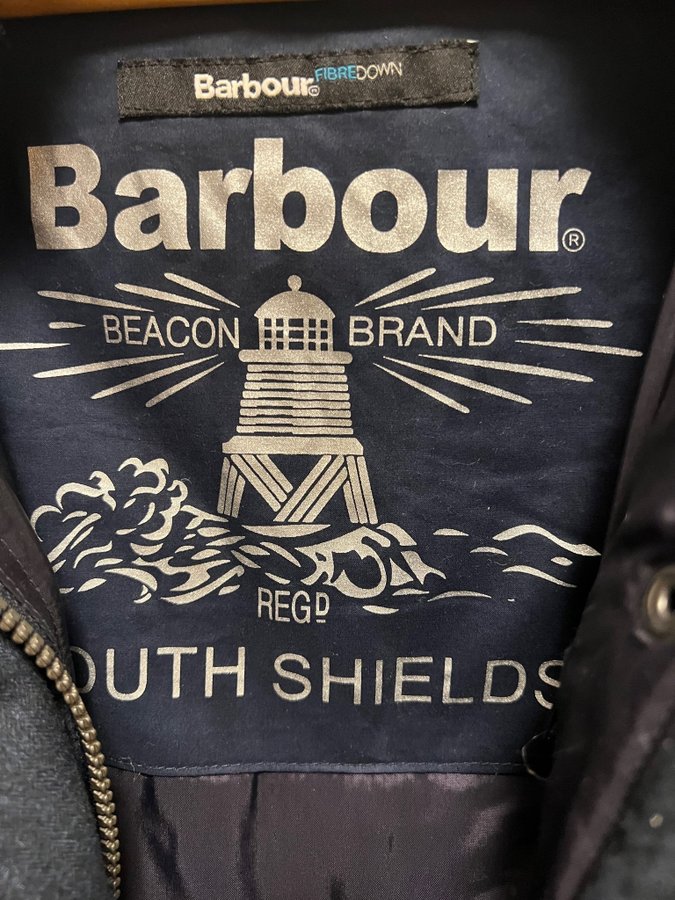 Barbour® FIBREDOWN
Barbour®
BEACON BRAND
REGD
OUTH SHIELDS